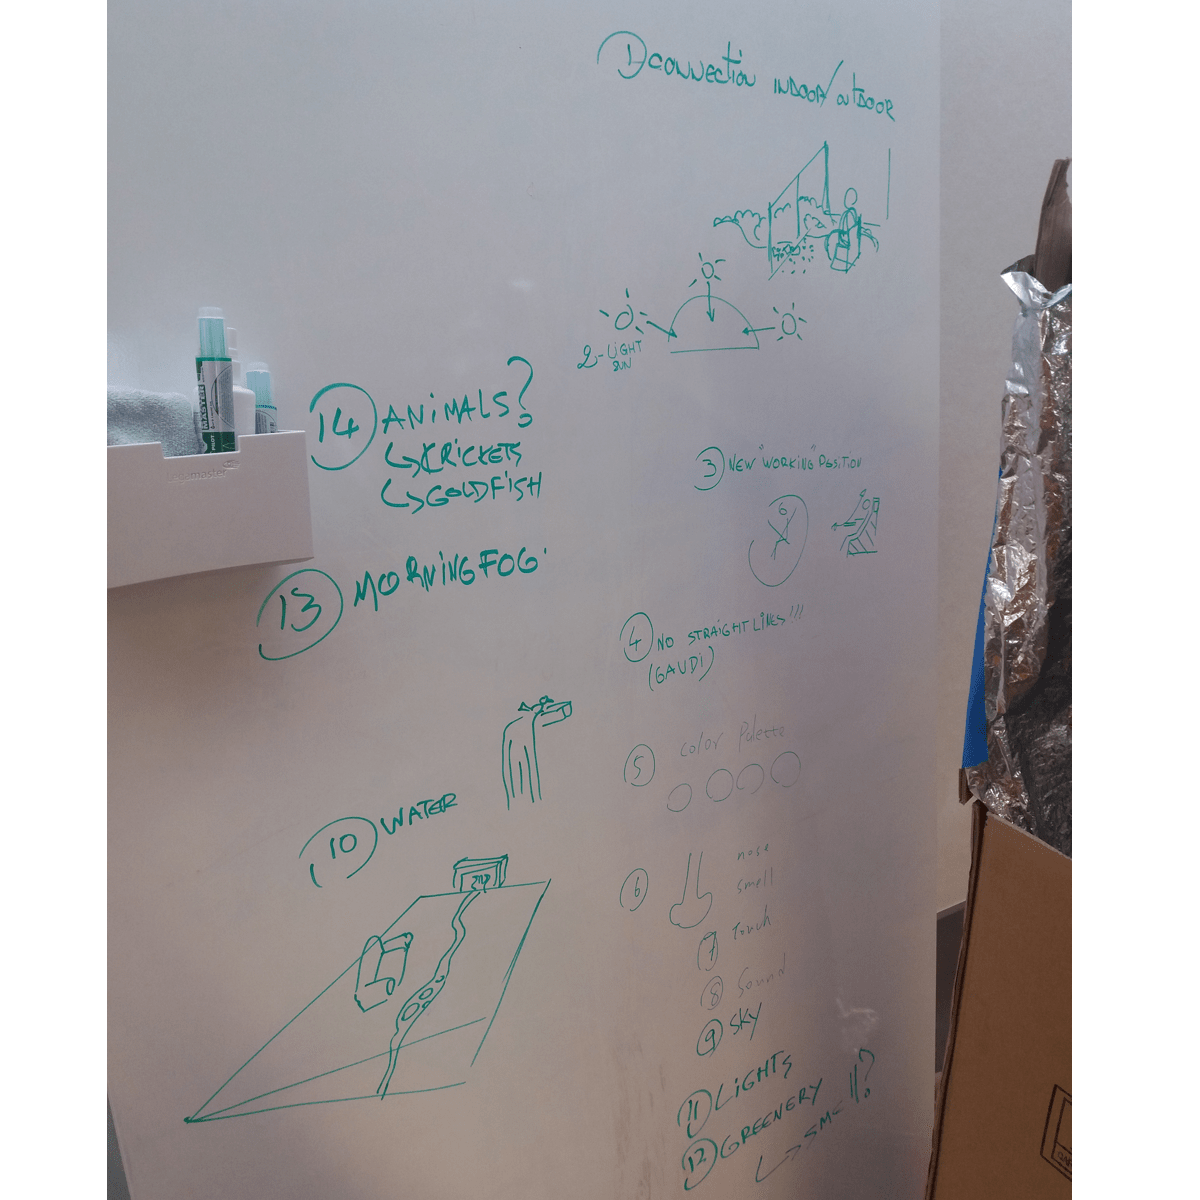 1) CONNECTION INDOOR/OUTDOOR
2-LIGHT
SUN
3 NEW "WORKING" POSITION
4 NO STRAIGHT LINES!!!
(GAUDI)
5 Color Palette
6 nose
smell
7 Touch
8 Sound
9 SKY
10 WATER
11 LIGHTS
12 GREENERY
SMELL?
13 MORNING FOG
14 ANIMALS?
CRICKETS
GOLDFISH
MASTER
PILOT